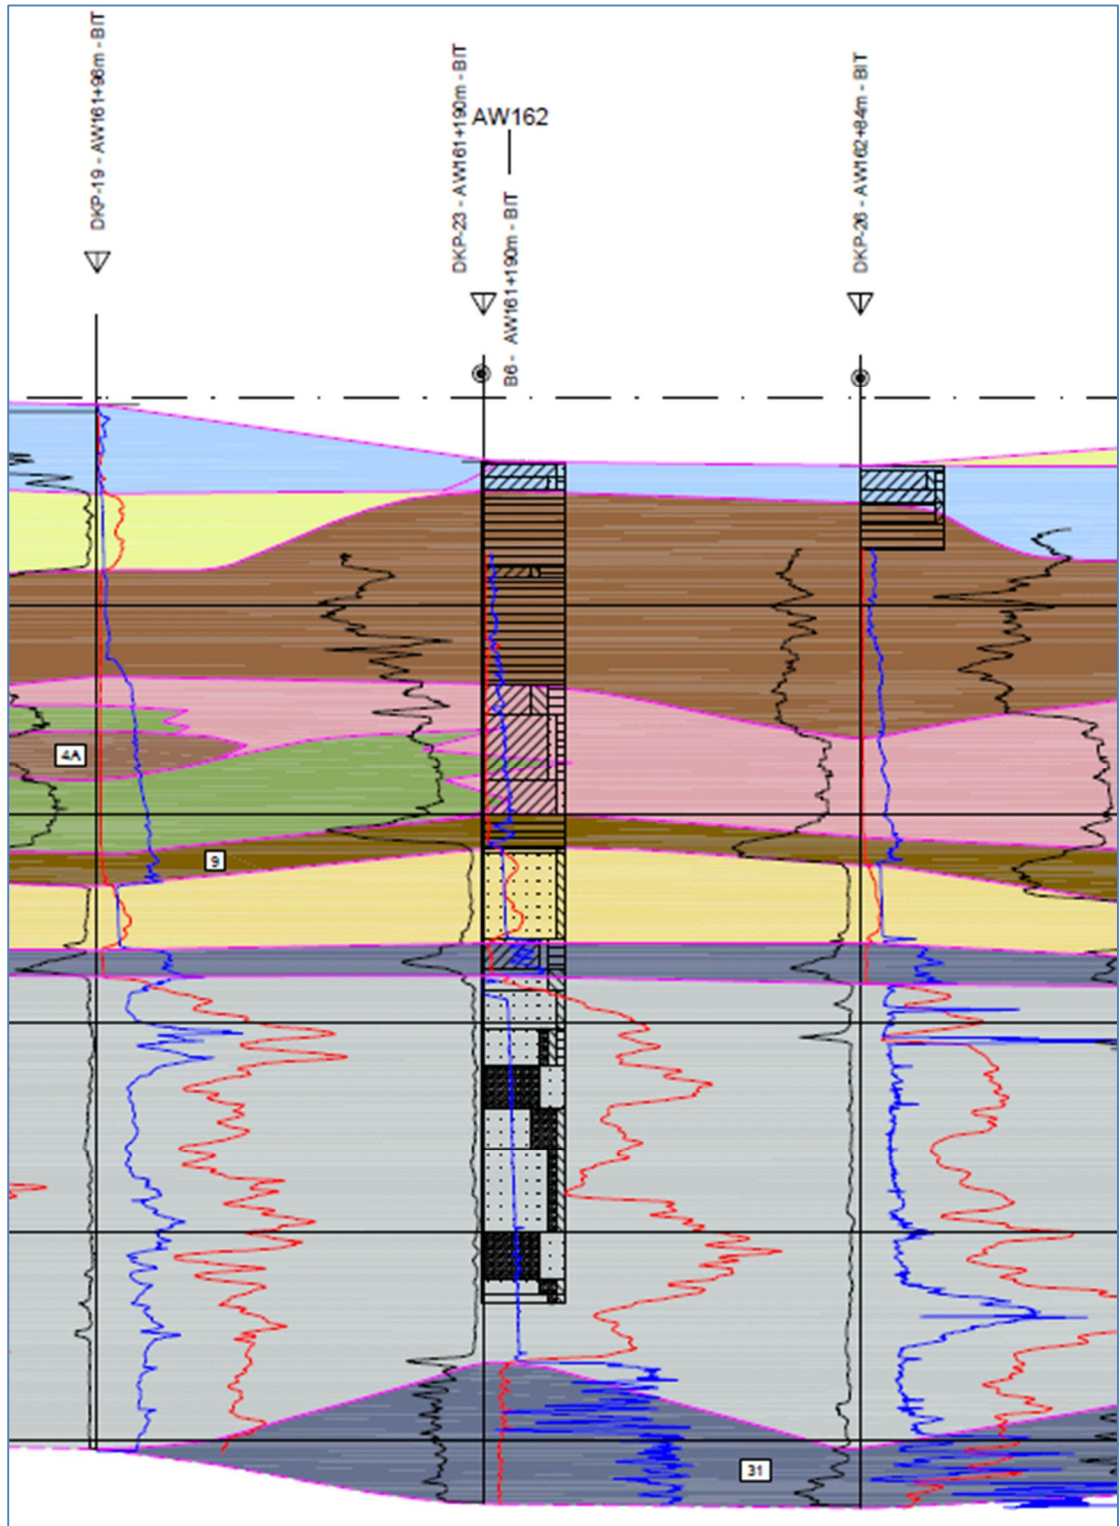 DKP-19 - AW161+96m - BIT
DKP-23 - AW161+190m - BIT
AW162
B6 - AW161+190m - BIT
DKP-26 - AW162+84m - BIT
4A
9
31